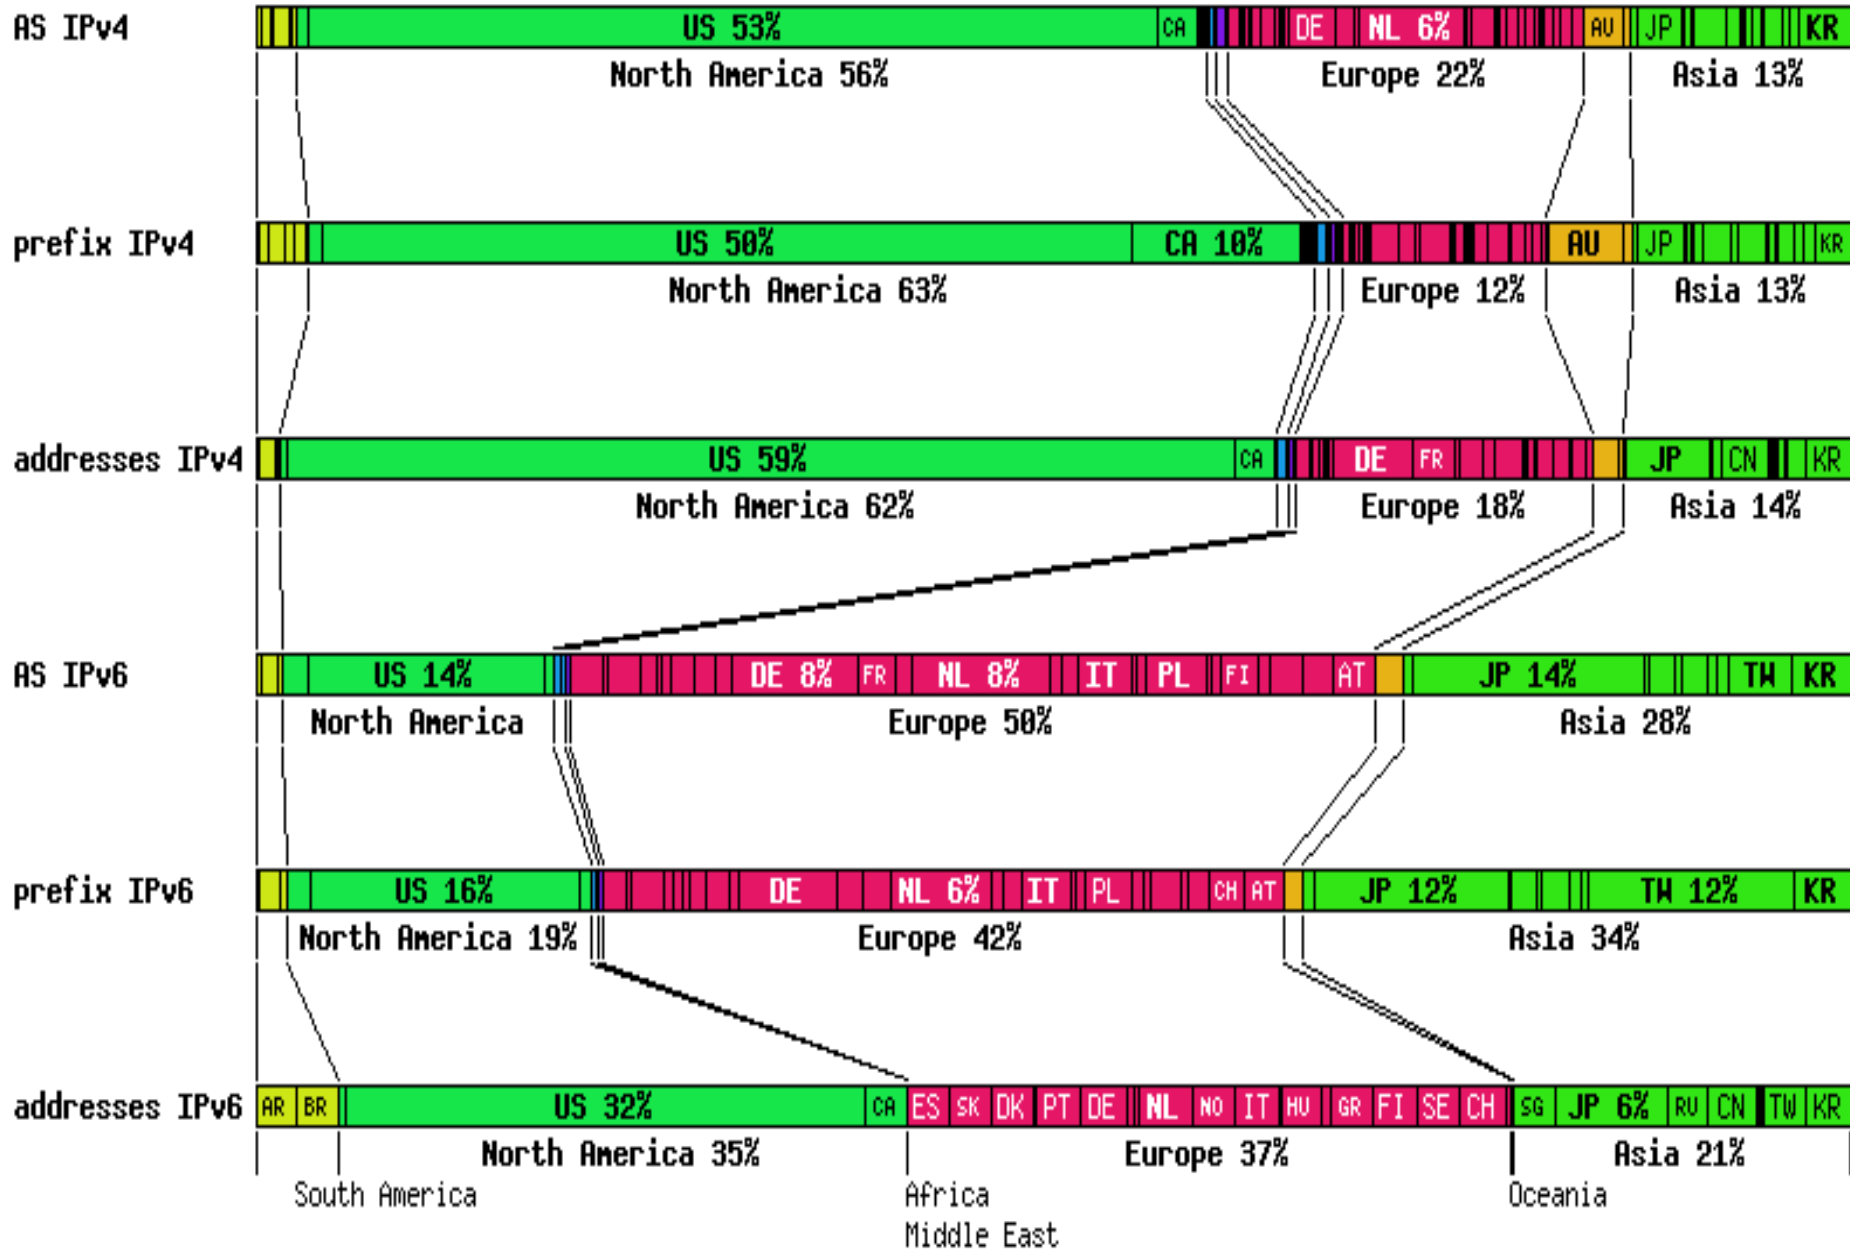 AS IPv4 US 53% CA DE NL 6% AU JP KR
North America 56% Europe 22% Asia 13%
prefix IPv4 US 50% CA 10% AU JP KR
North America 63% Europe 12% Asia 13%
addresses IPv4 US 59% CA DE FR JP CN KR
North America 62% Europe 18% Asia 14%
AS IPv6 US 14% DE 8% FR NL 8% IT PL FI AT JP 14% TW KR
North America Europe 50% Asia 28%
prefix IPv6 US 16% DE NL 6% IT PL CH AT JP 12% TW 12% KR
North America 19% Europe 42% Asia 34%
addresses IPv6 AR BR US 32% CA ES SK DK PT DE NL NO IT HU GR FI SE CH SG JP 6% RU CN TW KR
North America 35% Europe 37% Asia 21%
South America Africa Oceania
Middle East